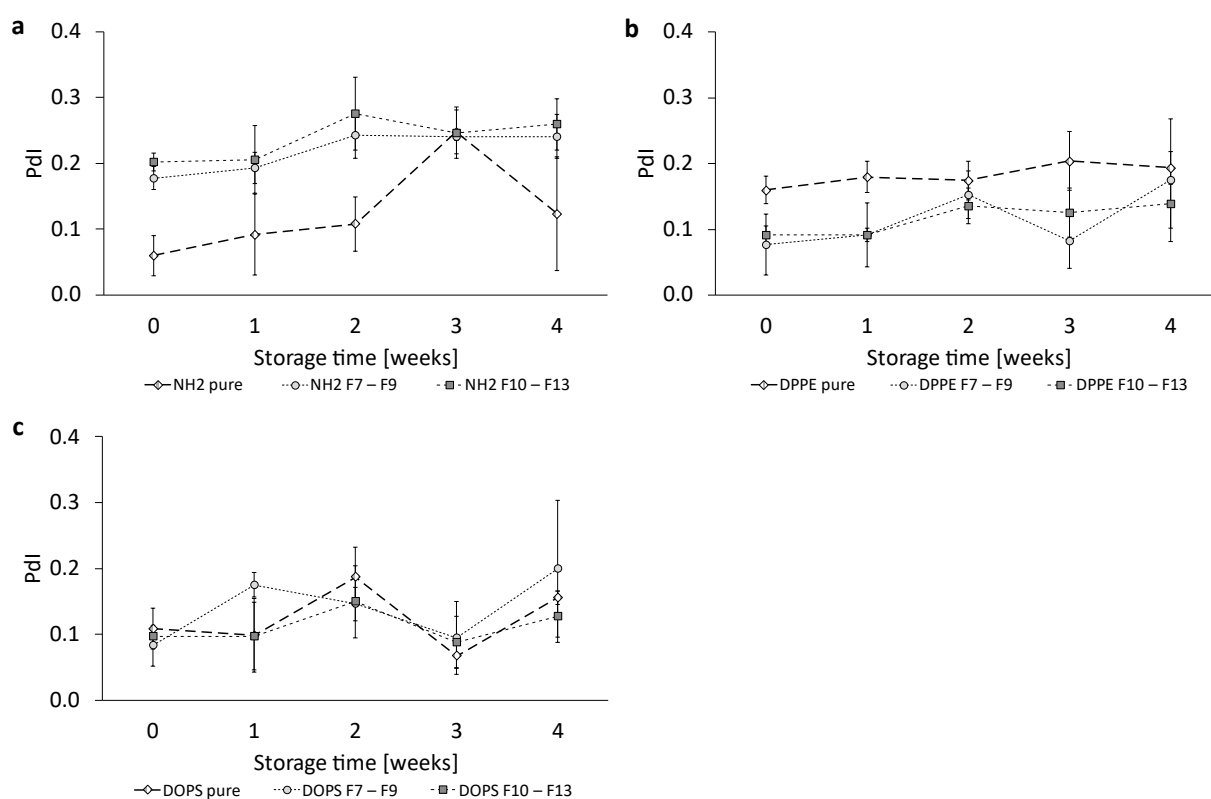 a
0.4
0.3
0.2
0.1
0.0
PdI
0 1 2 3 4
Storage time [weeks]
NH2 pure NH2 F7 – F9 NH2 F10 – F13
b
0.4
0.3
0.2
0.1
0.0
PdI
0 1 2 3 4
Storage time [weeks]
DPPE pure DPPE F7 – F9 DPPE F10 – F13
c
0.4
0.3
0.2
0.1
0.0
PdI
0 1 2 3 4
Storage time [weeks]
DOPS pure DOPS F7 – F9 DOPS F10 – F13